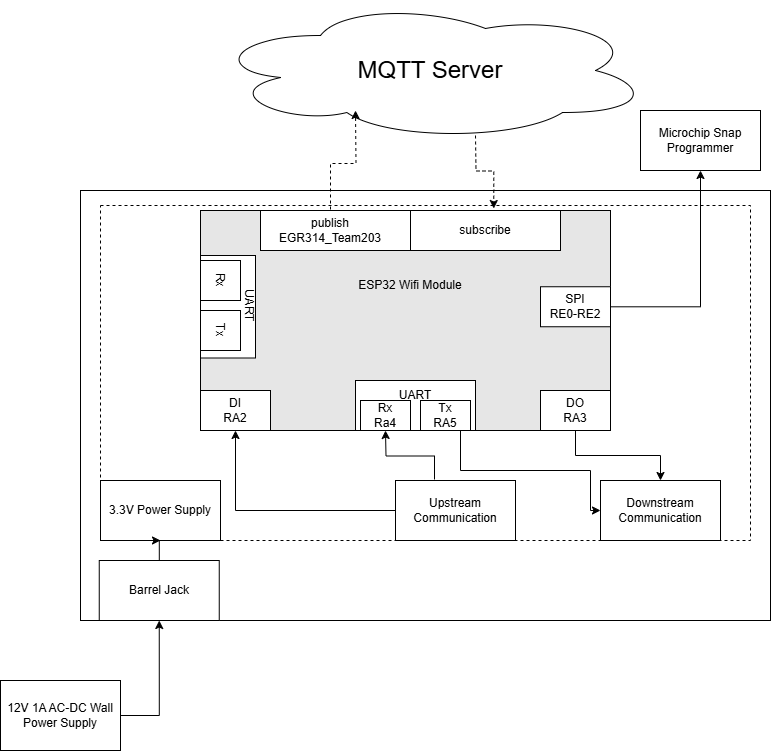 MQTT Server
Microchip Snap
Programmer
publish
EGR314_Team203
subscribe
ESP32 Wifi Module
Rx
UART
Tx
SPI
RE0-RE2
DI
RA2
UART
Rx
Ra4
Tx
RA5
DO
RA3
3.3V Power Supply
Upstream
Communication
Downstream
Communication
Barrel Jack
12V 1A AC-DC Wall
Power Supply